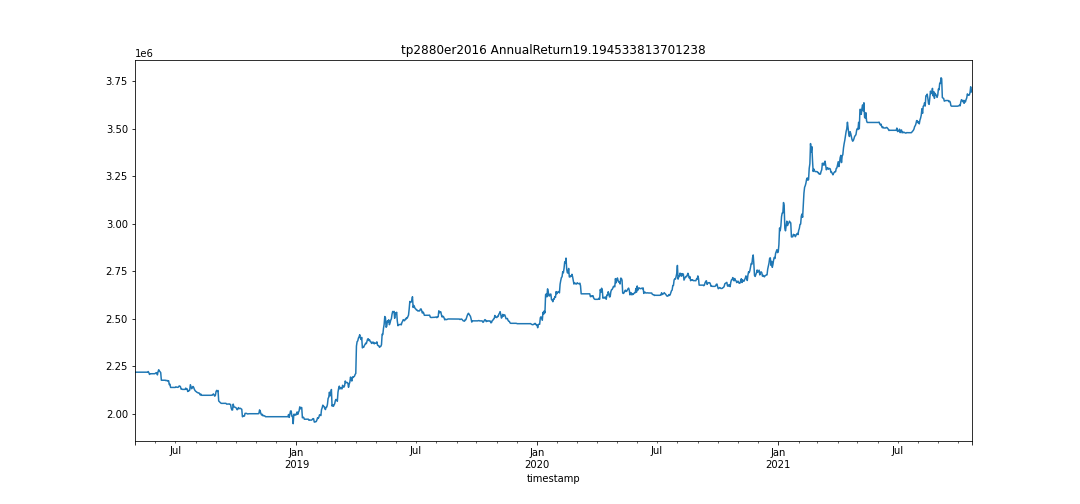 tp2880er2016 AnnualReturn19.194533813701238
1e6
3.75
3.50
3.25
3.00
2.75
2.50
2.25
2.00
Jul Jan Jul Jan Jul Jan Jul
2019 2020 2021
timestamp